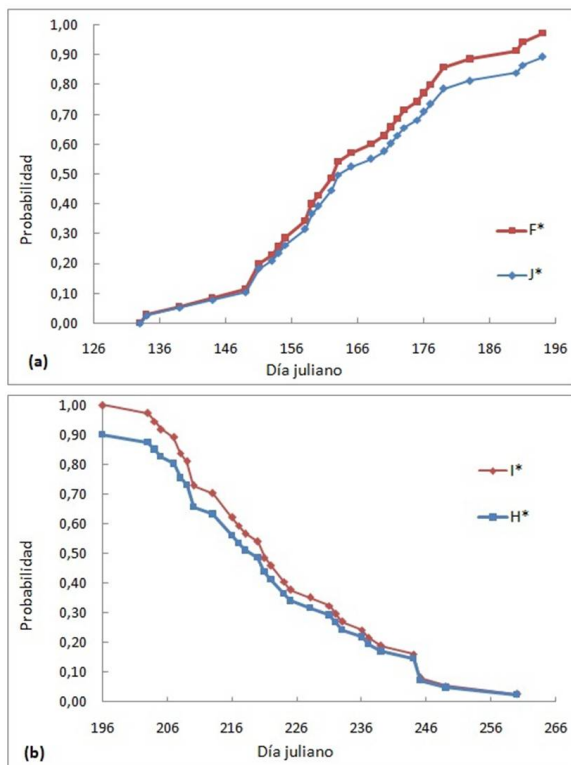 1,00
0,90
0,80
0,70
0,60
0,50
0,40
0,30
0,20
0,10
0,00
Probabilidad
F*
J*
126 136 146 156 166 176 186 196
Día juliano
(a)
1,00
0,90
0,80
0,70
0,60
0,50
0,40
0,30
0,20
0,10
0,00
Probabilidad
I*
H*
196 206 216 226 236 246 256 266
Día juliano
(b)